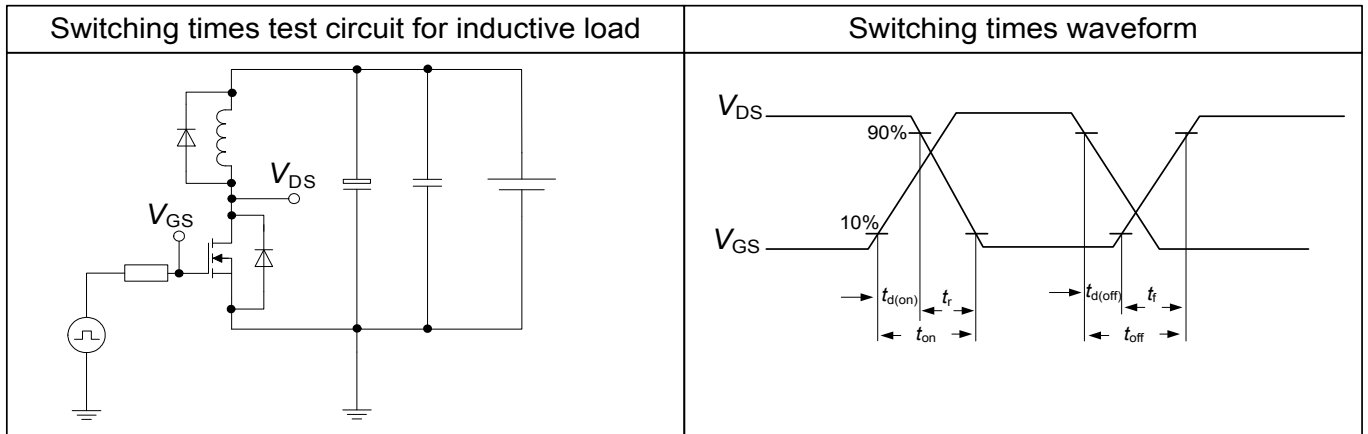 Switching times test circuit for inductive load
Switching times waveform
VDS
VGS
VDS
90%
10%
VGS
td(on)
tr
td(off)
tf
ton
toff